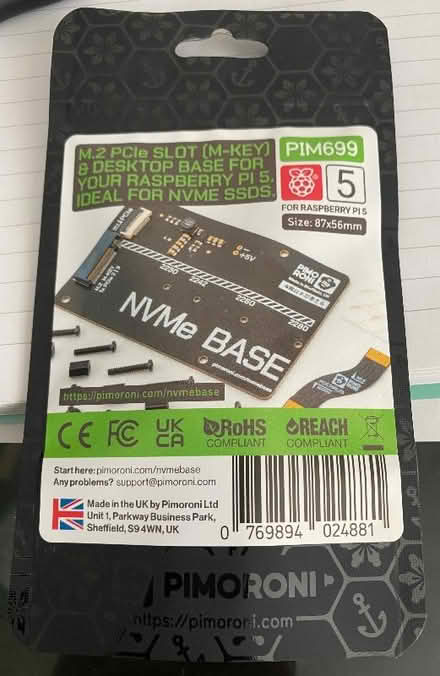 M.2 PCIe SLOT (M-KEY)
& DESKTOP BASE FOR
YOUR RASPBERRY PI 5.
IDEAL FOR NVME SSDS.
PIM699
5
FOR RASPBERRY PI 5
Size: 87x56mm
+5V
PIMO
RONI
2230
2242
2260
2280
NVMe BASE
https://pimoroni.com/nvmebase
CE FC UK
CA
RoHS
COMPLIANT
REACH
COMPLIANT
Start here: pimoroni.com/nvmebase
Any problems? support@pimoroni.com
Made in the UK by Pimoroni Ltd
Unit 1, Parkway Business Park,
Sheffield, S9 4WN, UK
0 769894 024881
PIMORONI
https://pimoroni.com